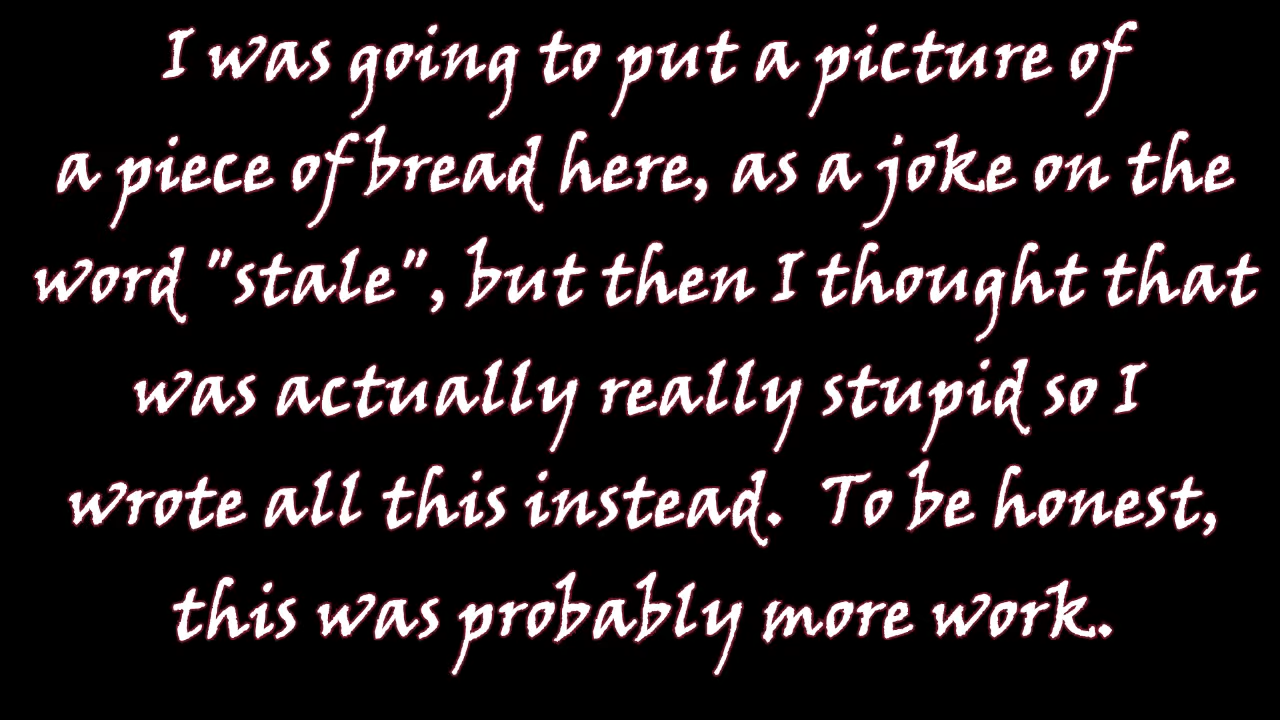 I was going to put a picture of
a piece of bread here, as a joke on the
word "stale", but then I thought that
was actually really stupid so I
wrote all this instead.  To be honest,
this was probably more work.